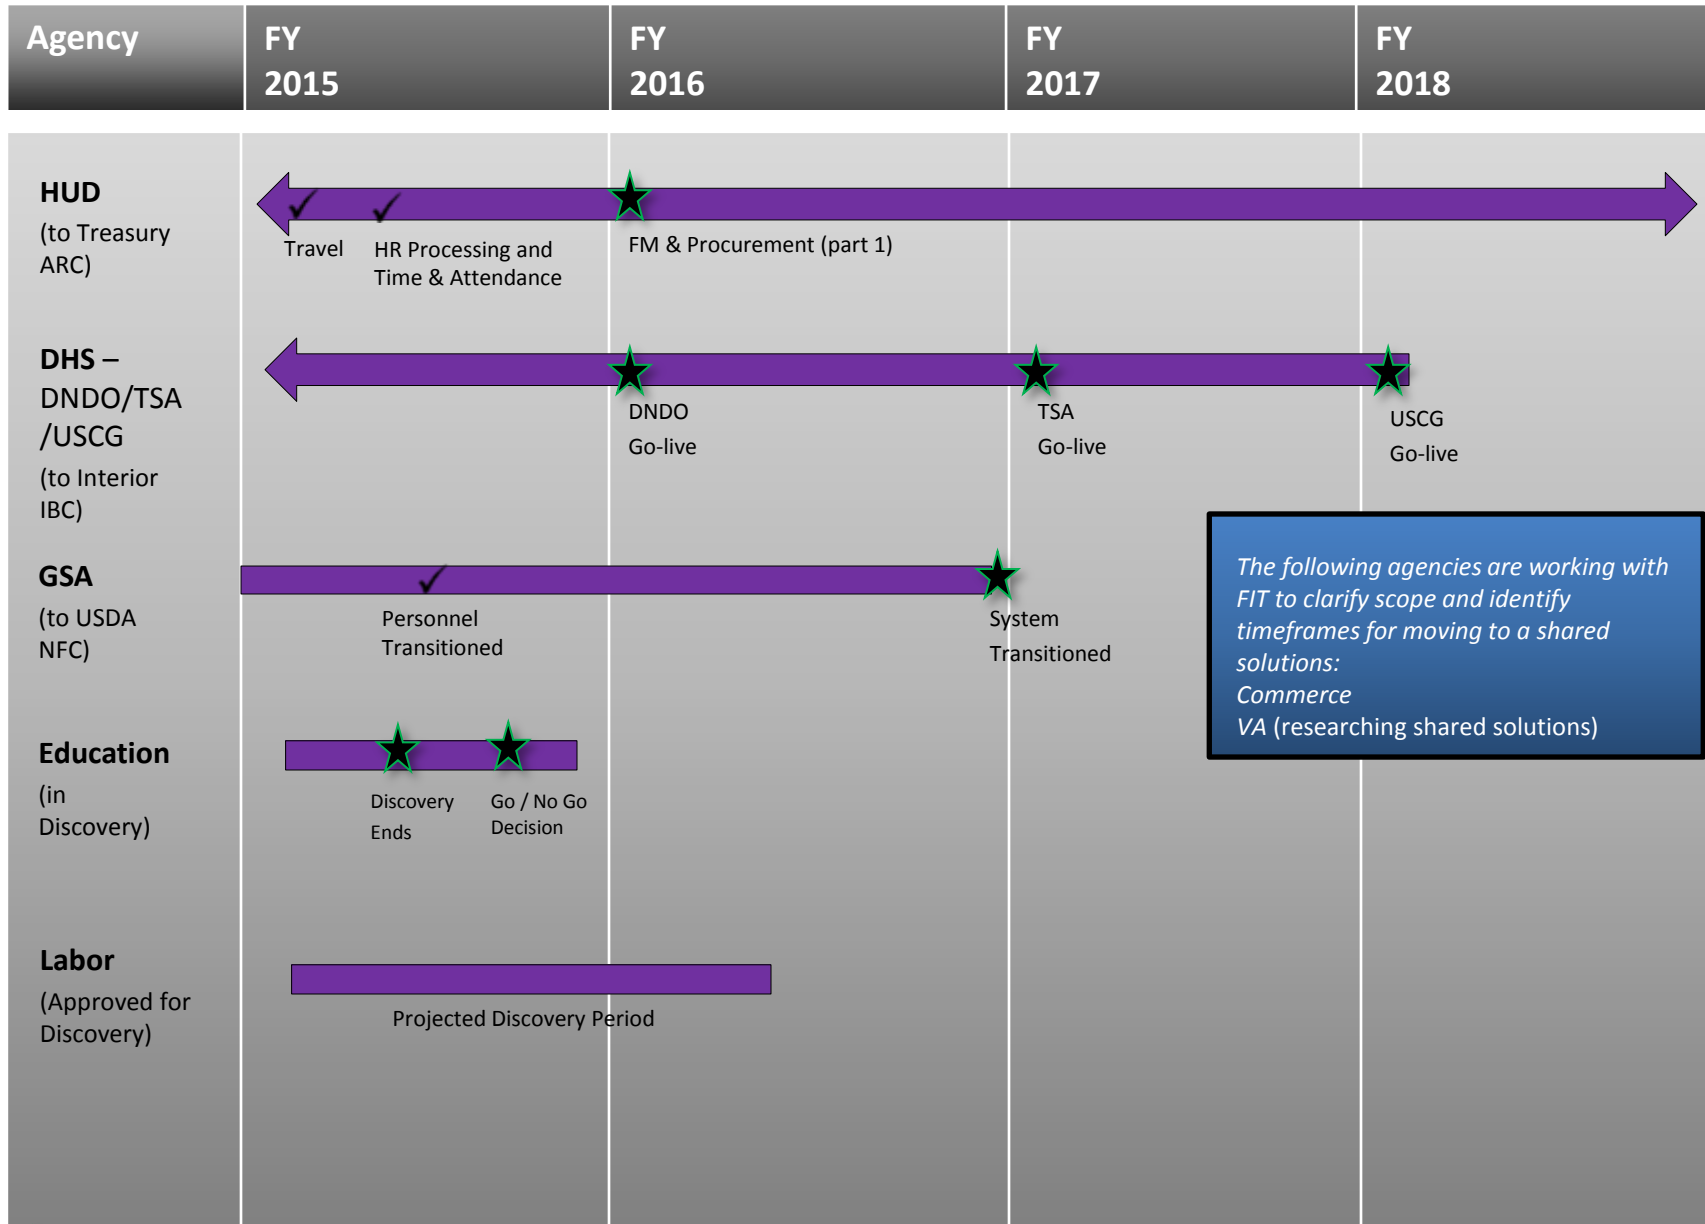 Agency
FY
2015
FY
2016
FY
2017
FY
2018
HUD
(to Treasury
ARC)
Travel
HR Processing and
Time & Attendance
FM & Procurement (part 1)
DHS –
DNDO/TSA
/USCG
(to Interior
IBC)
DNDO
Go-live
TSA
Go-live
USCG
Go-live
GSA
(to USDA
NFC)
Personnel
Transitioned
System
Transitioned
The following agencies are working with
FIT to clarify scope and identify
timeframes for moving to a shared
solutions:
Commerce
VA (researching shared solutions)
Education
(in
Discovery)
Discovery
Ends
Go / No Go
Decision
Labor
(Approved for
Discovery)
Projected Discovery Period